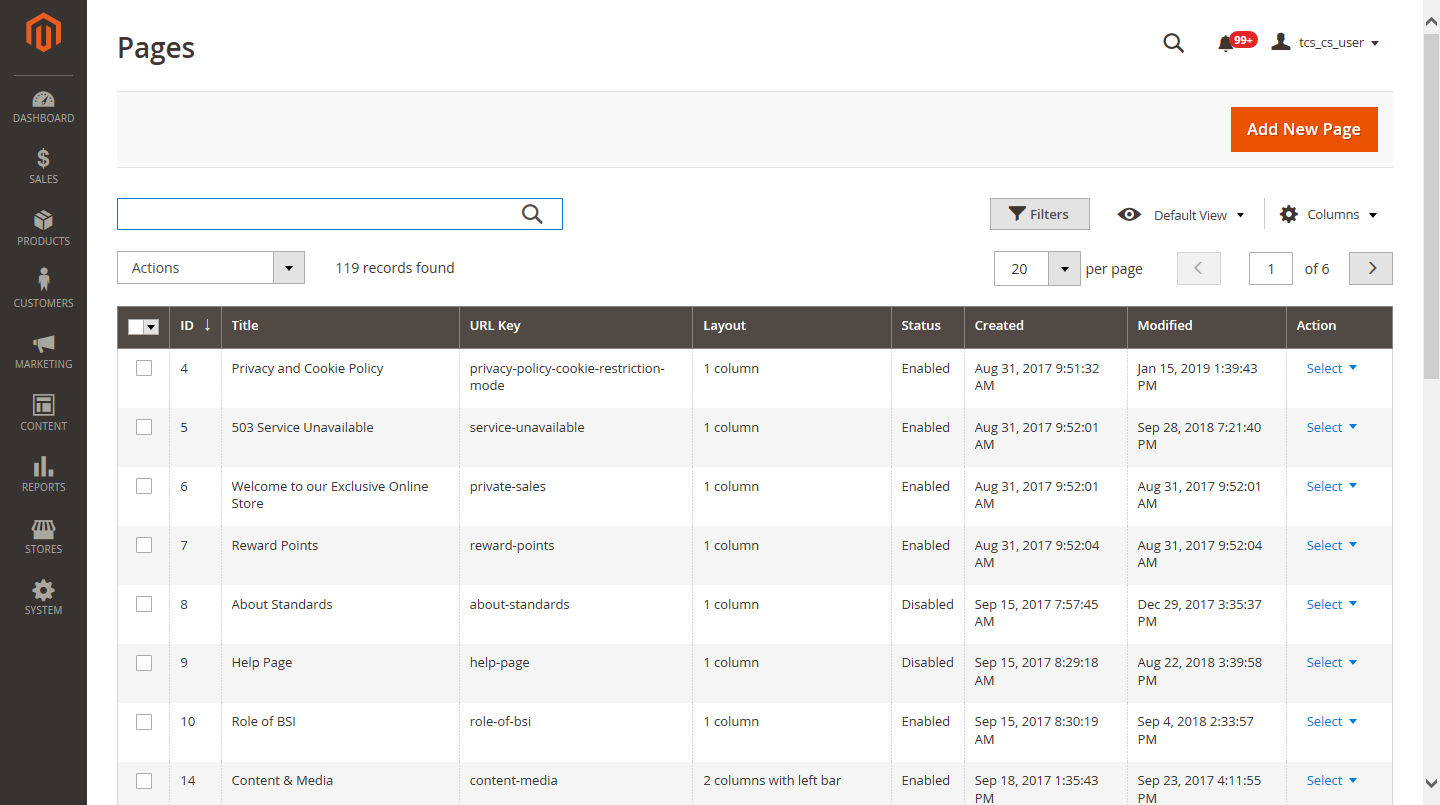 Pages
99+
tcs_cs_user
DASHBOARD
SALES
PRODUCTS
CUSTOMERS
MARKETING
CONTENT
REPORTS
STORES
SYSTEM
Add New Page
Filters
Default View
Columns
Actions
119 records found
20
per page
1
of 6
ID ↓ Title URL Key Layout Status Created Modified Action
4 Privacy and Cookie Policy privacy-policy-cookie-restriction- 1 column Enabled Aug 31, 2017 9:51:32 Jan 15, 2019 1:39:43 Select
mode AM PM
5 503 Service Unavailable service-unavailable 1 column Enabled Aug 31, 2017 9:52:01 Sep 28, 2018 7:21:40 Select
AM PM
6 Welcome to our Exclusive Online private-sales 1 column Enabled Aug 31, 2017 9:52:01 Aug 31, 2017 9:52:01 Select
Store AM AM
7 Reward Points reward-points 1 column Enabled Aug 31, 2017 9:52:04 Aug 31, 2017 9:52:04 Select
AM AM
8 About Standards about-standards 1 column Disabled Sep 15, 2017 7:57:45 Dec 29, 2017 3:35:37 Select
AM PM
9 Help Page help-page 1 column Disabled Sep 15, 2017 8:29:18 Aug 22, 2018 3:39:58 Select
AM PM
10 Role of BSI role-of-bsi 1 column Enabled Sep 15, 2017 8:30:19 Sep 4, 2018 2:33:57 Select
AM PM
14 Content & Media content-media 2 columns with left bar Enabled Sep 18, 2017 1:35:43 Sep 23, 2017 4:11:55 Select
PM PM